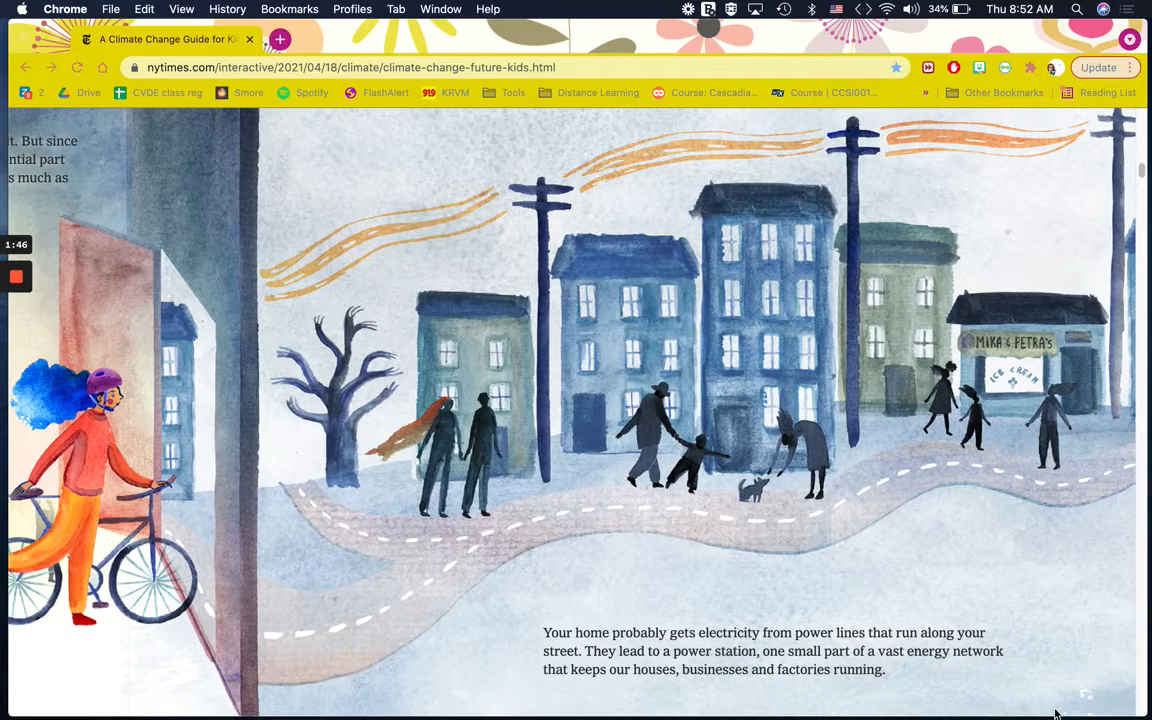 Chrome File Edit View History Bookmarks Profiles Tab Window Help 34% Thu 8:52 AM
A Climate Change Guide for Ki
nytimes.com/interactive/2021/04/18/climate/climate-change-future-kids.html
Update
Z Drive CVDE class reg Smore Spotify FlashAlert 919 KRVM Tools Distance Learning Course: Cascadia... Course | CCSI001... » Other Bookmarks Reading List
t. But since
ntial part
s much as
1:46
MIKA & PETRA'S
ICE CREAM
Your home probably gets electricity from power lines that run along your
street. They lead to a power station, one small part of a vast energy network
that keeps our houses, businesses and factories running.